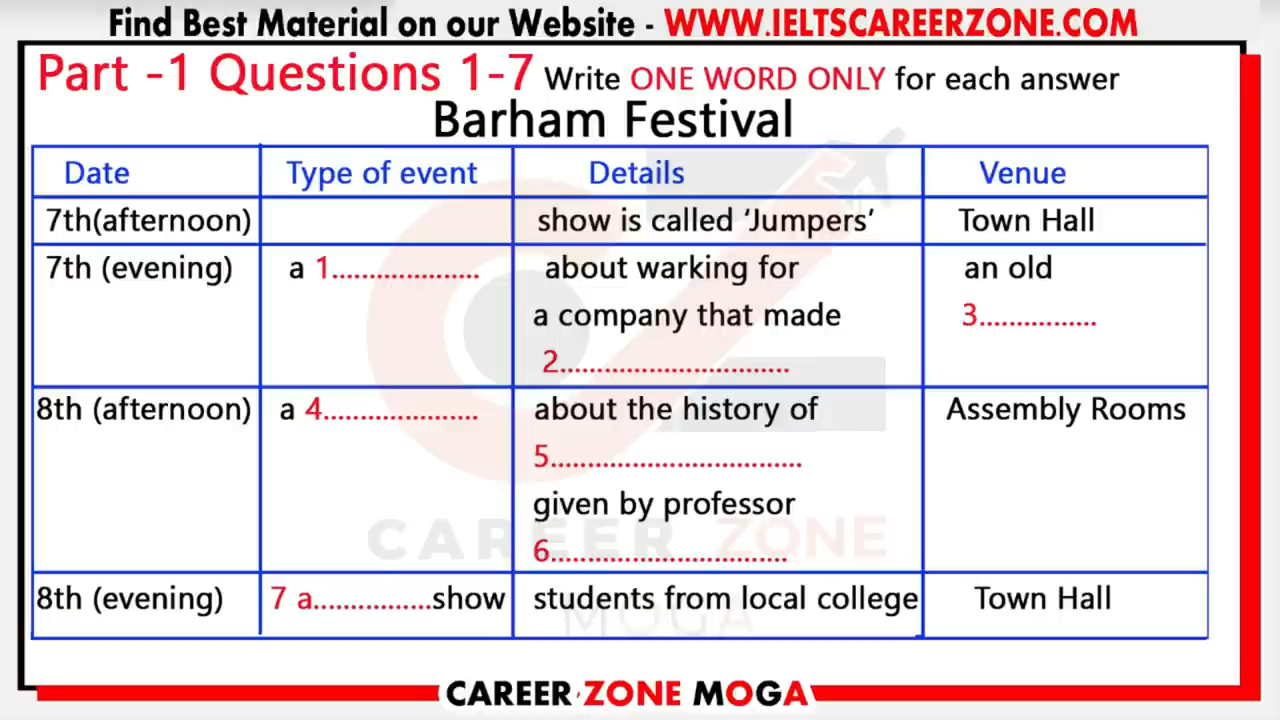 Find Best Material on our Website - WWW.IELTSCAREERZONE.COM
Part -1 Questions 1-7 Write ONE WORD ONLY for each answer
Barham Festival
Date Type of event Details Venue
7th(afternoon) show is called ‘Jumpers’ Town Hall
7th (evening) a 1.................... about warking for an old
a company that made 3................
2...............................
8th (afternoon) a 4..................... about the history of Assembly Rooms
5..................................
given by professor
6.................................
8th (evening) 7 a................show students from local college Town Hall
CAREER ZONE
MOGA
CAREER ZONE MOGA